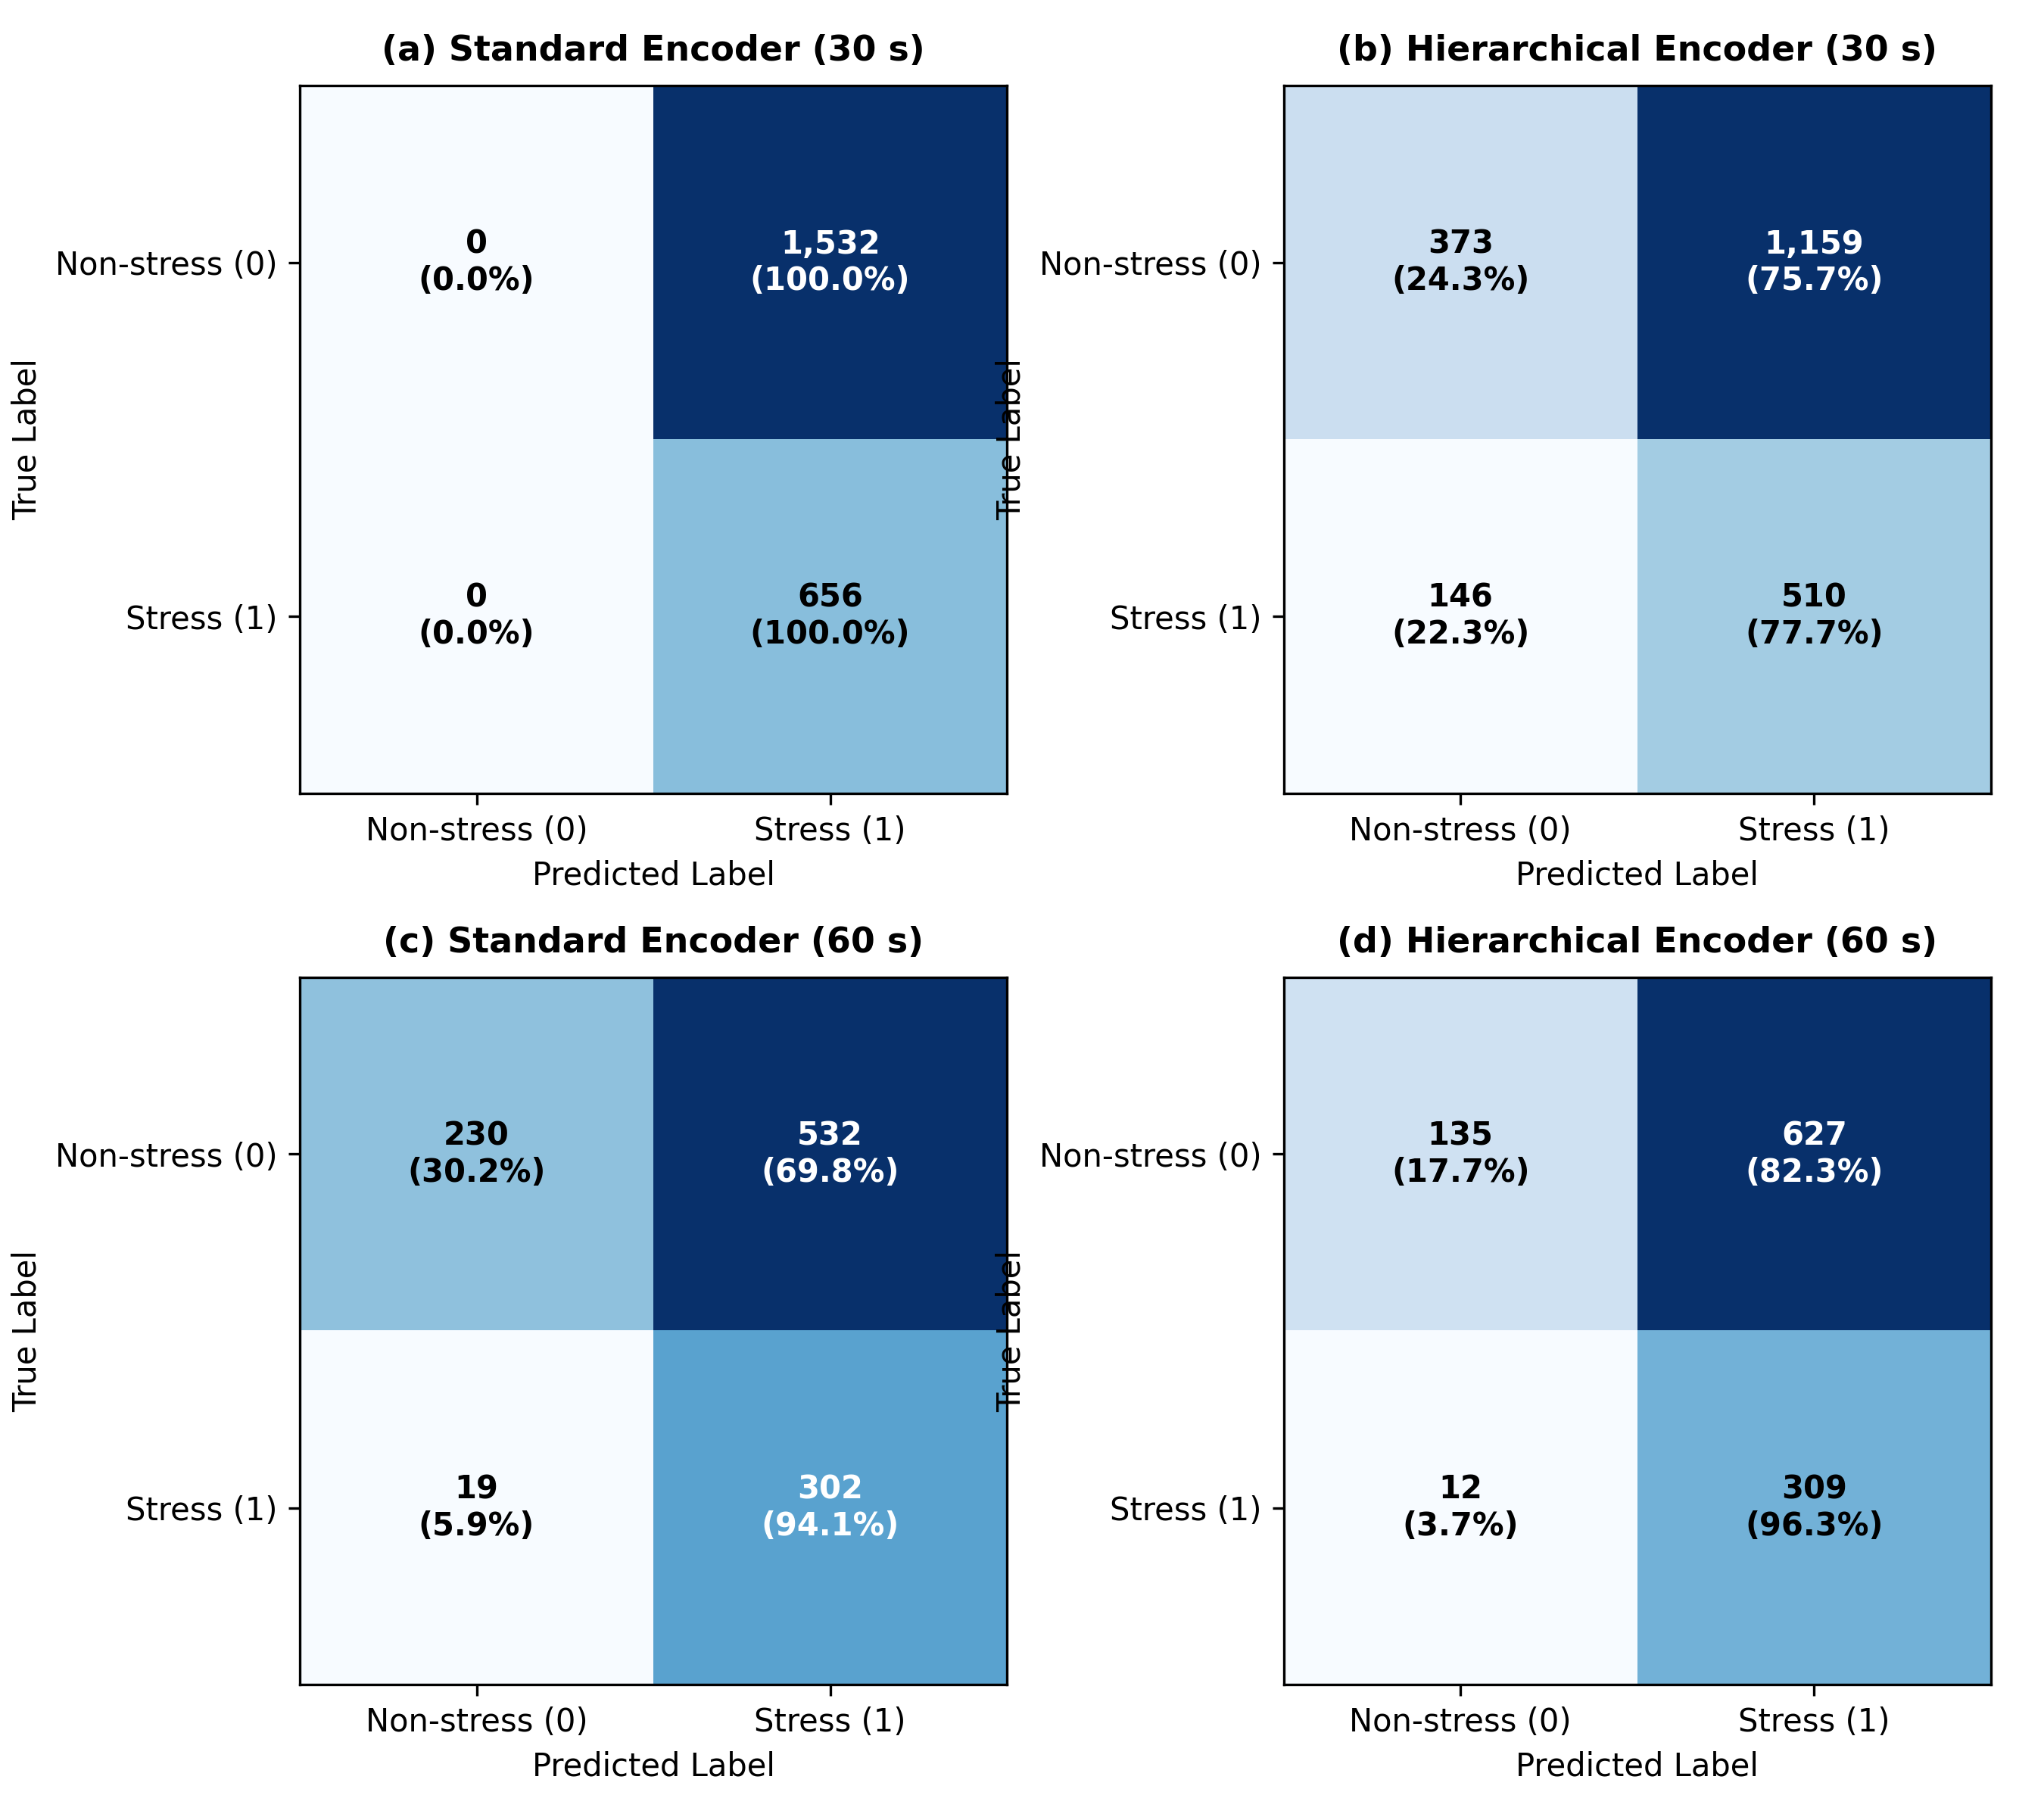 (a) Standard Encoder (30 s)
True Label
Non-stress (0)
0
(0.0%)
1,532
(100.0%)
Stress (1)
0
(0.0%)
656
(100.0%)
Non-stress (0)
Stress (1)
Predicted Label
(b) Hierarchical Encoder (30 s)
True Label
Non-stress (0)
373
(24.3%)
1,159
(75.7%)
Stress (1)
146
(22.3%)
510
(77.7%)
Non-stress (0)
Stress (1)
Predicted Label
(c) Standard Encoder (60 s)
True Label
Non-stress (0)
230
(30.2%)
532
(69.8%)
Stress (1)
19
(5.9%)
302
(94.1%)
Non-stress (0)
Stress (1)
Predicted Label
(d) Hierarchical Encoder (60 s)
True Label
Non-stress (0)
135
(17.7%)
627
(82.3%)
Stress (1)
12
(3.7%)
309
(96.3%)
Non-stress (0)
Stress (1)
Predicted Label